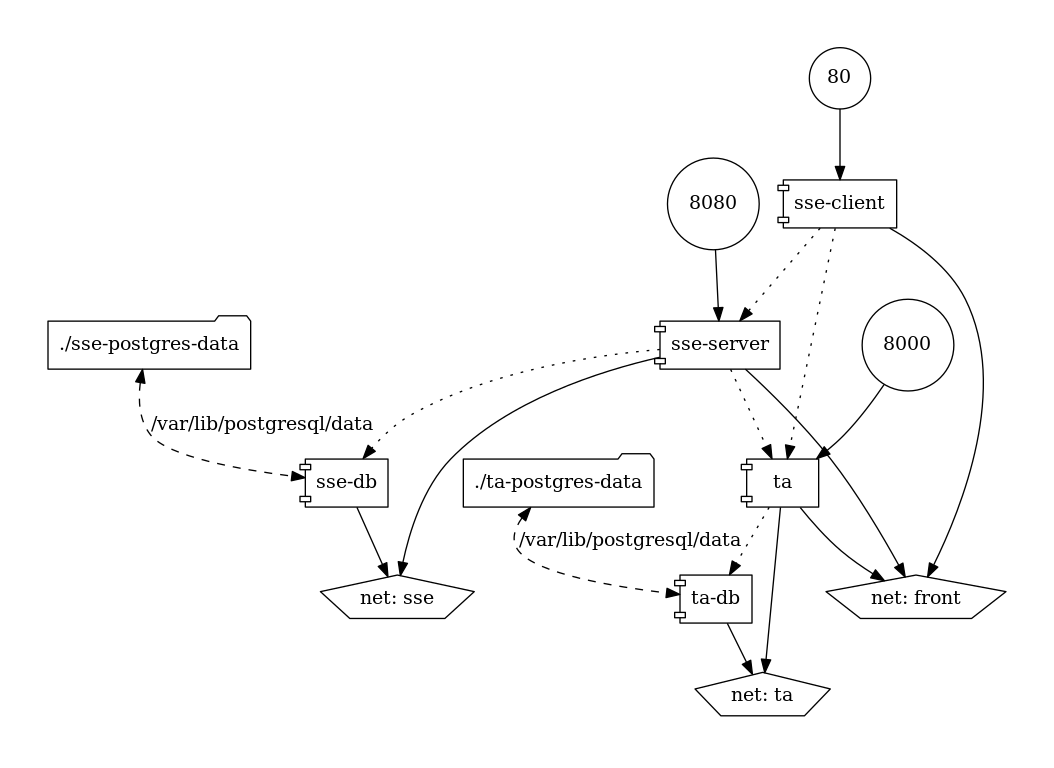 80
8080
sse-client
./sse-postgres-data
sse-server
8000
/var/lib/postgresql/data
sse-db
./ta-postgres-data
ta
/var/lib/postgresql/data
net: sse
ta-db
net: front
net: ta